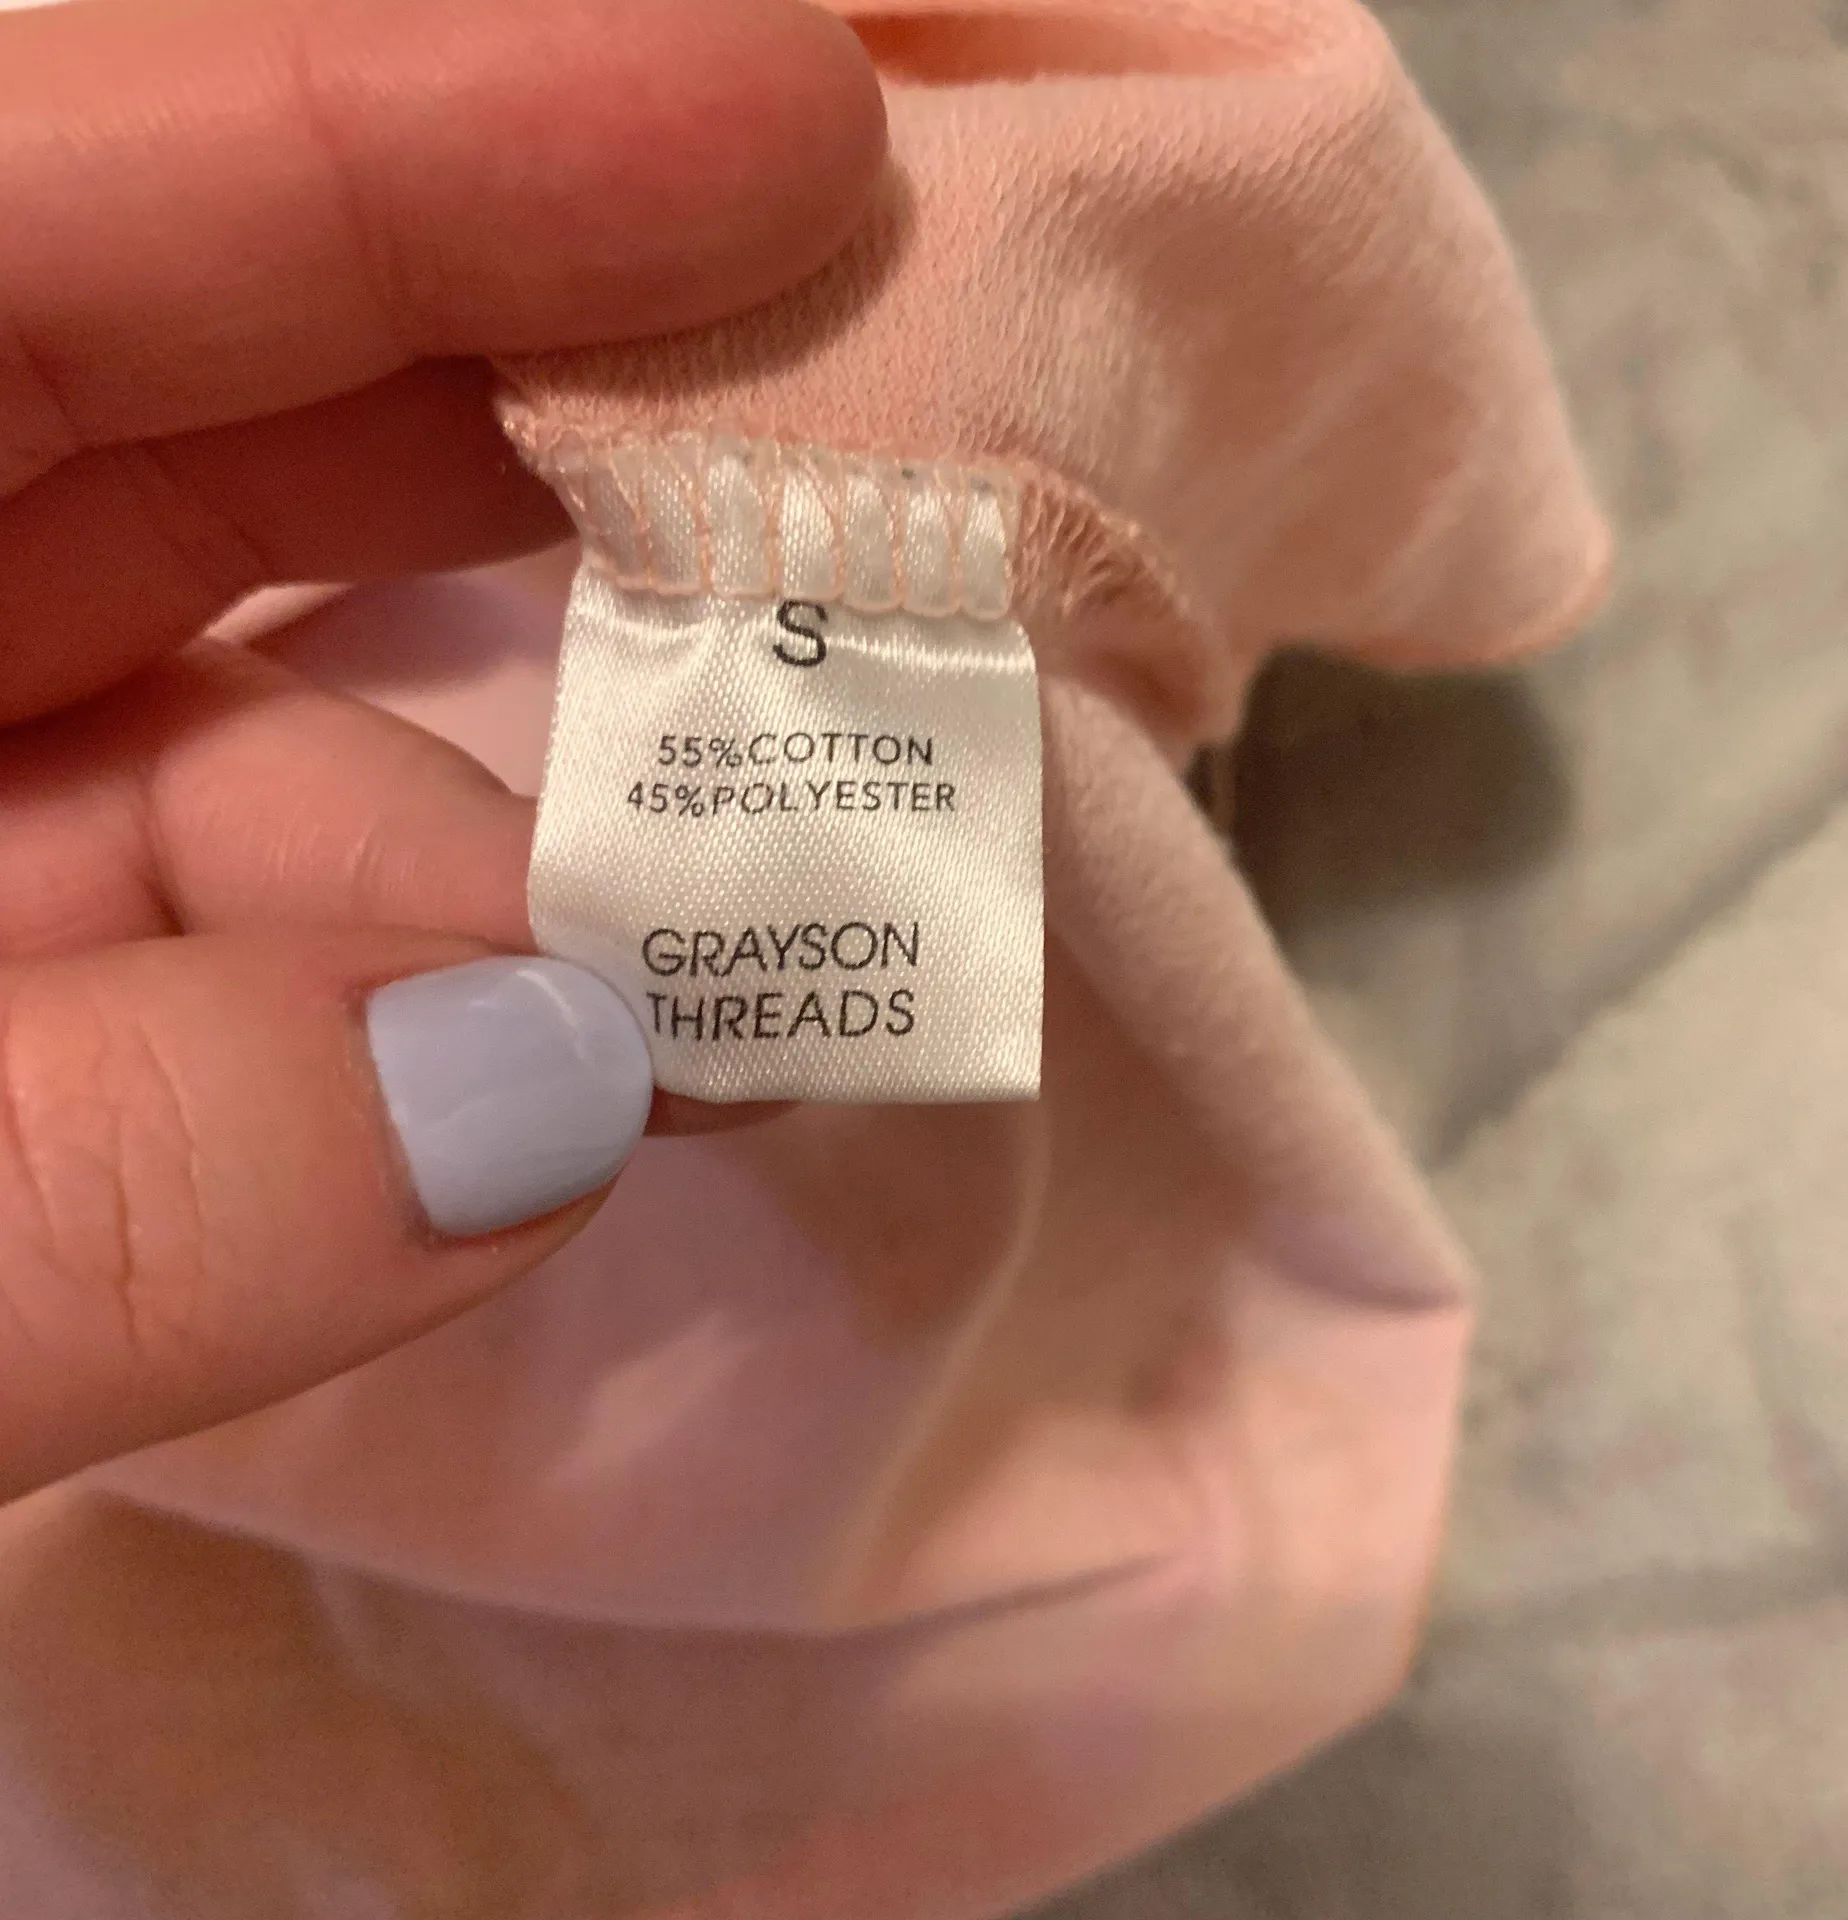 S
55%COTTON
45%POLYESTER
GRAYSON
THREADS